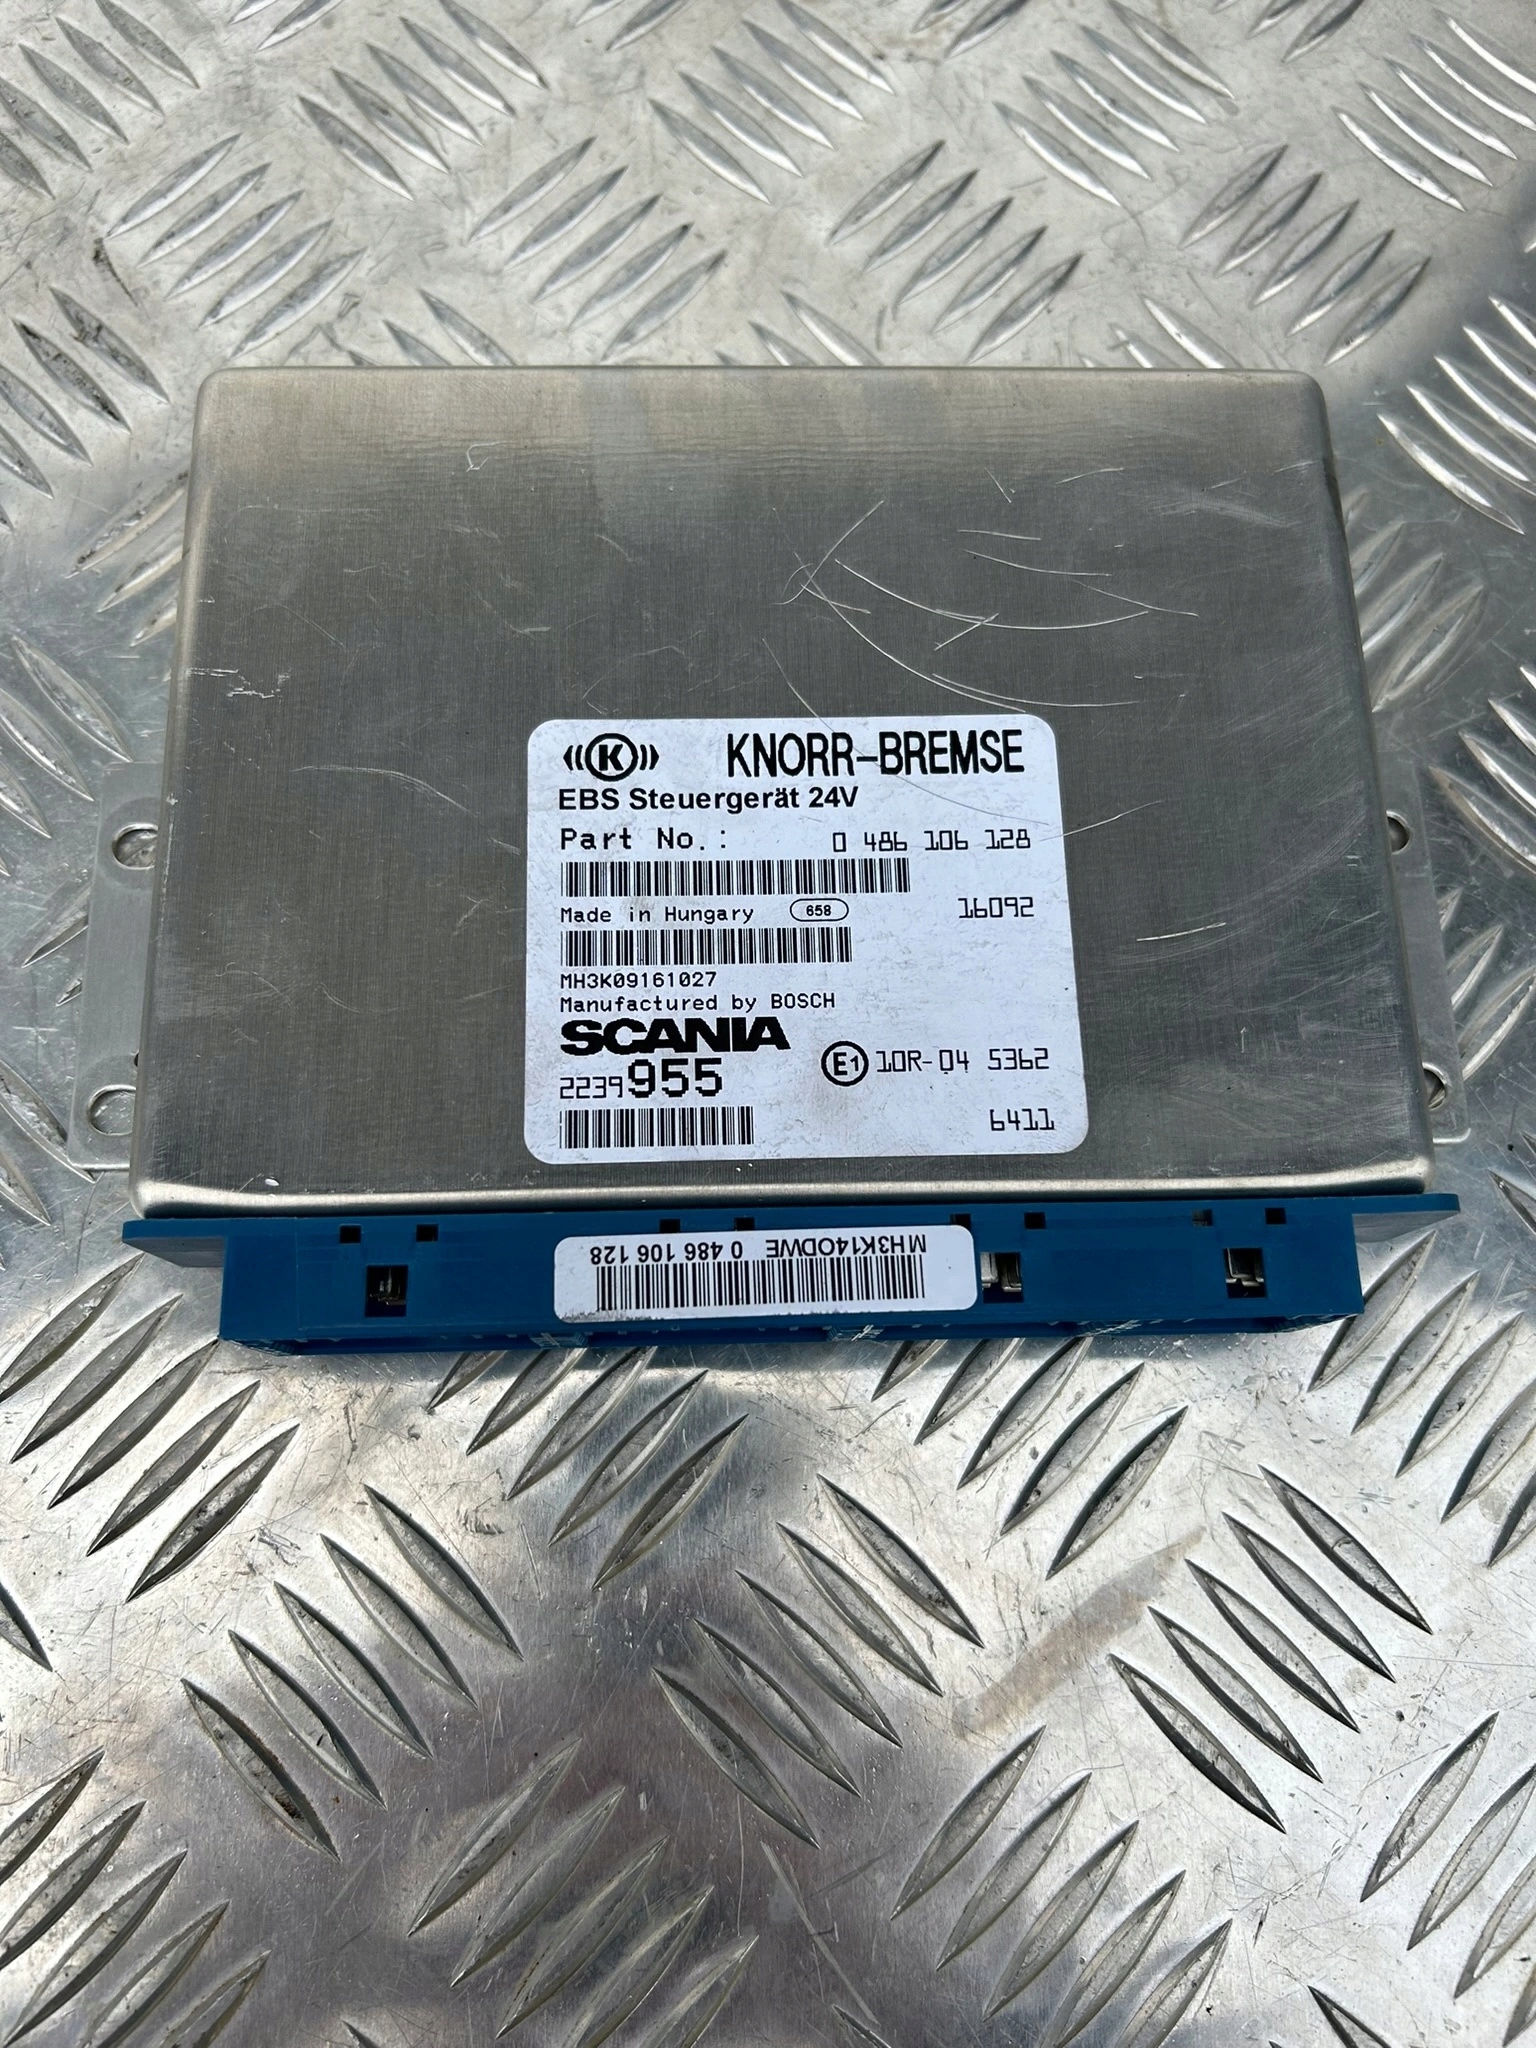 K KNORR-BREMSE
EBS Steuergerät 24V
Part No.: 0 486 106 128
Made in Hungary 658 16092
MH3K09161027
Manufactured by BOSCH
SCANIA
2239955 E1 10R-04 5362
6411
MH3K14ODWE 0 486 106 128